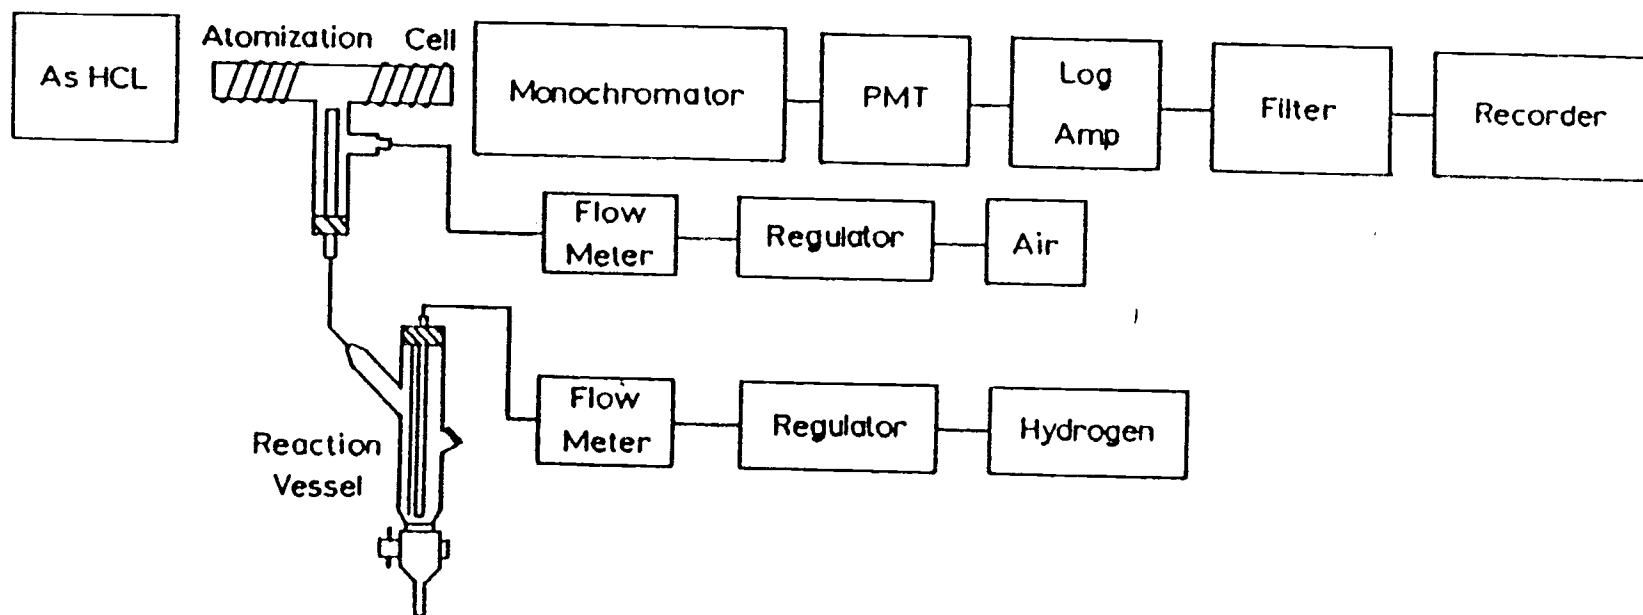 As HCL
Atomization Cell
Monochromator
PMT
Log
Amp
Filter
Recorder
Flow
Meter
Regulator
Air
Flow
Meter
Regulator
Hydrogen
Reaction
Vessel